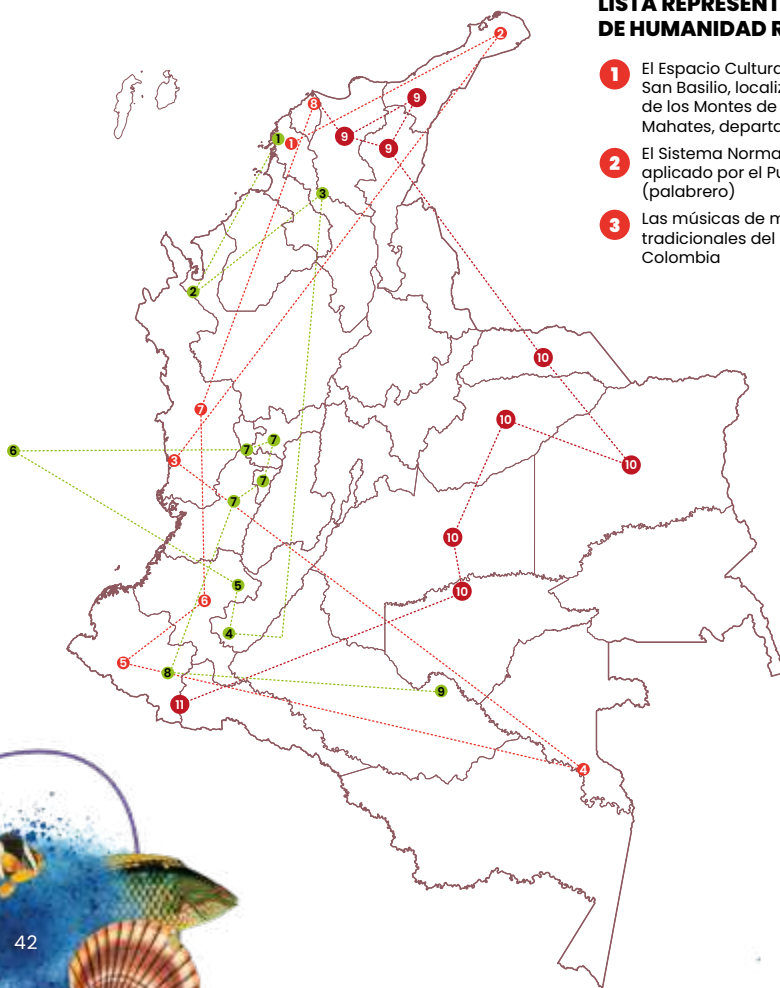 LISTA REPRESENT
DE HUMANIDAD R
1 El Espacio Cultura
San Basilio, localiz
de los Montes de
Mahates, departa
2 El Sistema Norma
aplicado por el Pu
(palabrero)
3 Las músicas de m
tradicionales del
Colombia
2
9
8
9
1
1
9
3
2
10
7
10
7
6
7
3
10
7
7
10
5
10
6
4
5
8
9
11
4
42